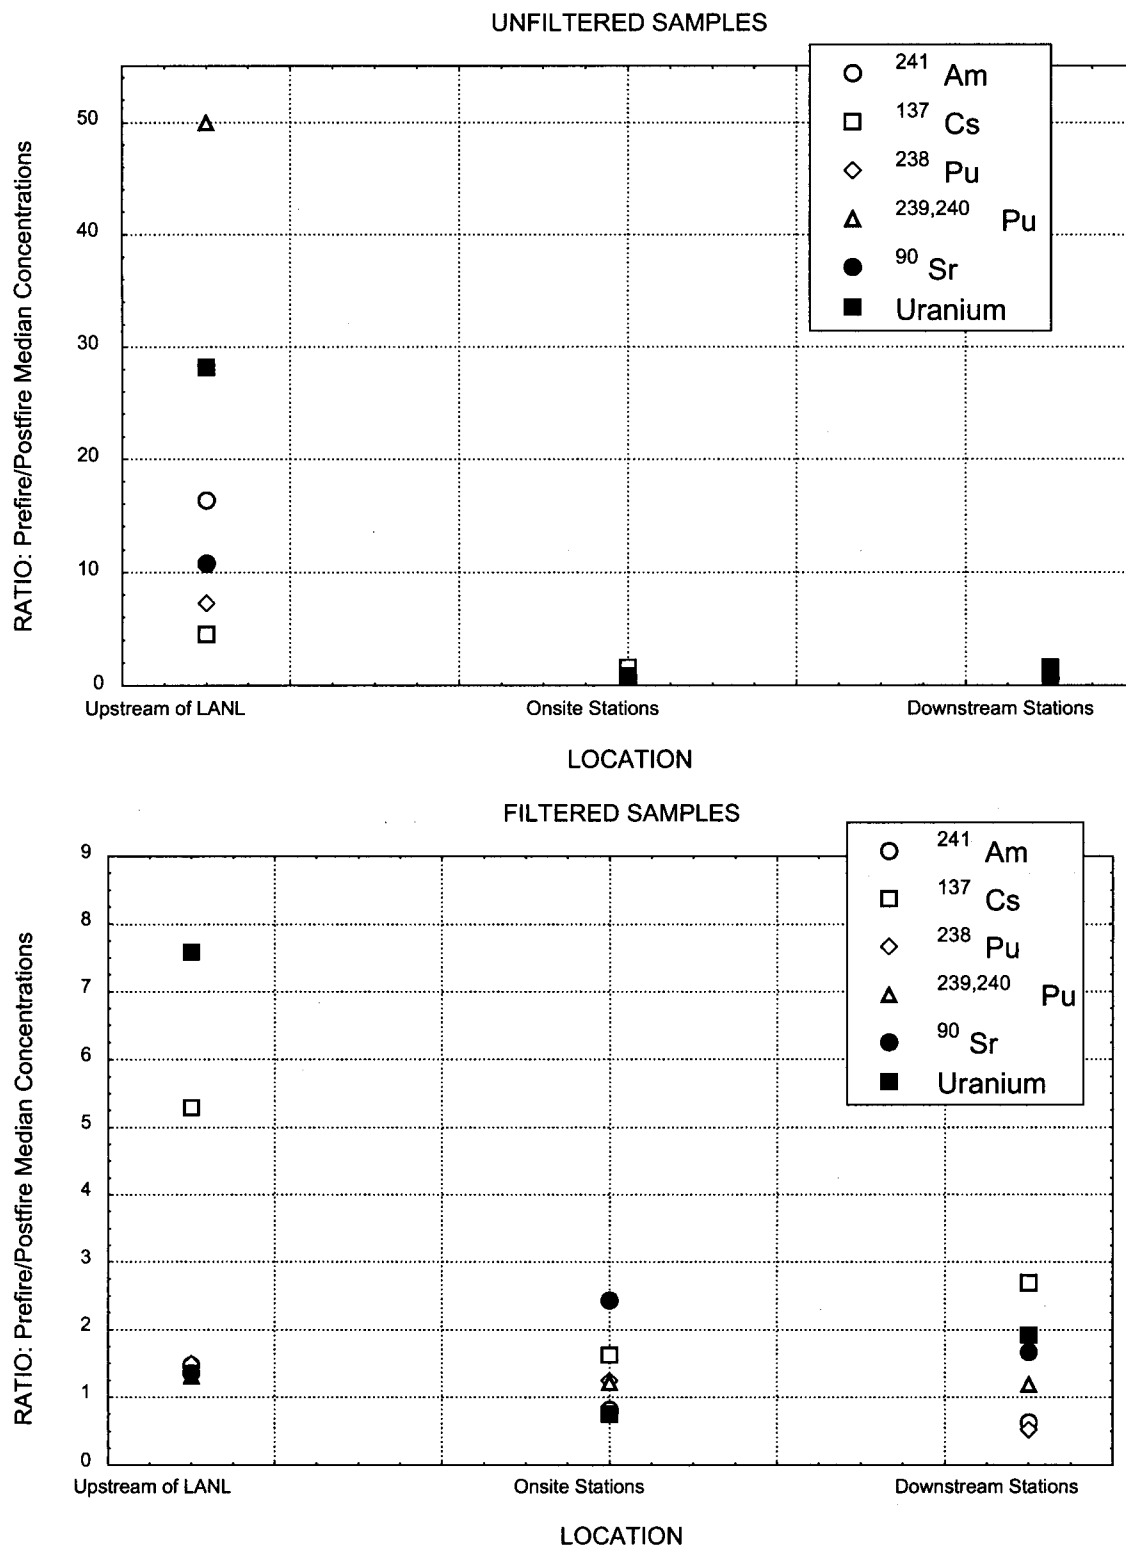 UNFILTERED SAMPLES
241 Am
137 Cs
238 Pu
239,240 Pu
90 Sr
Uranium
RATIO: Prefire/Postfire Median Concentrations
50
40
30
20
10
0
Upstream of LANL Onsite Stations Downstream Stations
LOCATION
FILTERED SAMPLES
241 Am
137 Cs
238 Pu
239,240 Pu
90 Sr
Uranium
RATIO: Prefire/Postfire Median Concentrations
9
8
7
6
5
4
3
2
1
0
Upstream of LANL Onsite Stations Downstream Stations
LOCATION